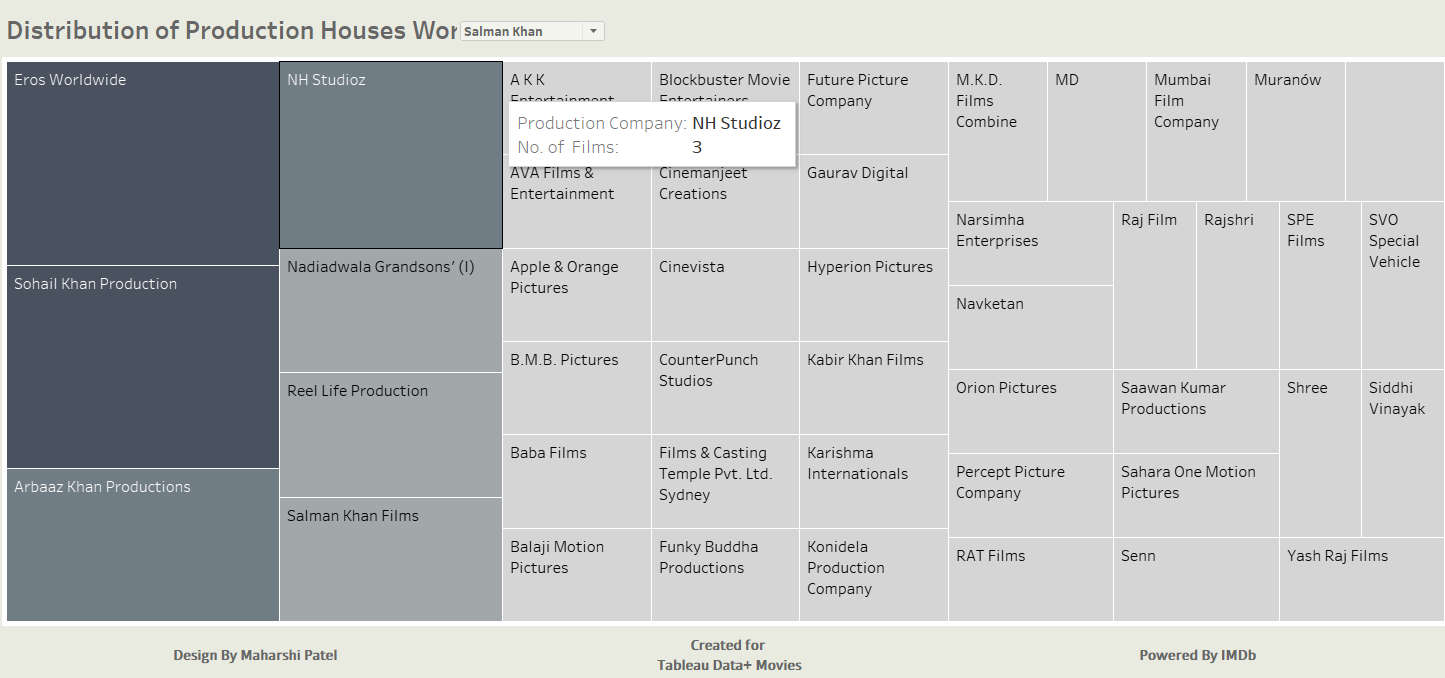 Distribution of Production Houses Wor
Salman Khan
Eros Worldwide
Sohail Khan Production
Arbaaz Khan Productions
NH Studioz
Nadiadwala Grandsons’ (I)
Reel Life Production
Salman Khan Films
A K K
Entertainment
Production Company: NH Studioz
No. of Films: 3
AVA Films &
Entertainment
Apple & Orange
Pictures
B.M.B. Pictures
Baba Films
Balaji Motion
Pictures
Blockbuster Movie
Entertainers
Cinemanjeet
Creations
Cinevista
CounterPunch
Studios
Films & Casting
Temple Pvt. Ltd.
Sydney
Funky Buddha
Productions
Future Picture
Company
Gaurav Digital
Hyperion Pictures
Kabir Khan Films
Karishma
Internationals
Konidela
Production
Company
M.K.D.
Films
Combine
MD
Mumbai
Film
Company
Muranów
Narsimha
Enterprises
Navketan
Orion Pictures
Percept Picture
Company
RAT Films
Raj Film
Rajshri
Saawan Kumar
Productions
Sahara One Motion
Pictures
Senn
SPE
Films
SVO
Special
Vehicle
Shree
Siddhi
Vinayak
Yash Raj Films
Design By Maharshi Patel
Created for
Tableau Data+ Movies
Powered By IMDb